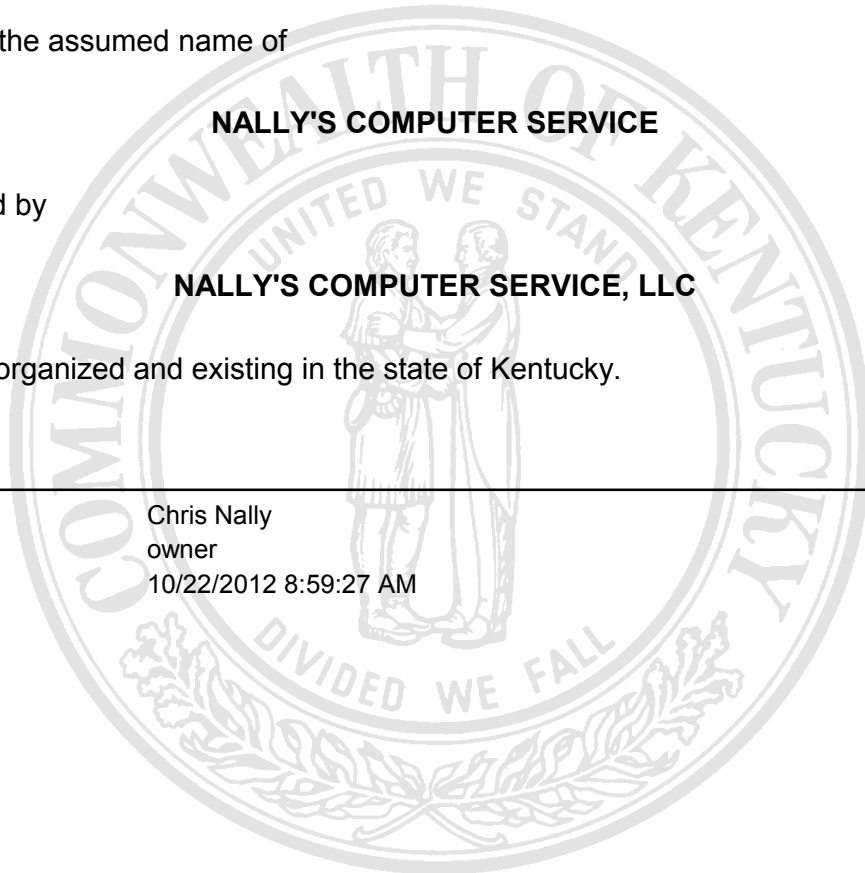 the assumed name of
NALLY'S COMPUTER SERVICE
d by
NALLY'S COMPUTER SERVICE, LLC
organized and existing in the state of Kentucky.
Chris Nally
owner
10/22/2012 8:59:27 AM
COMMONWEALTH OF KENTUCKY
UNITED WE STAND
DIVIDED WE FALL